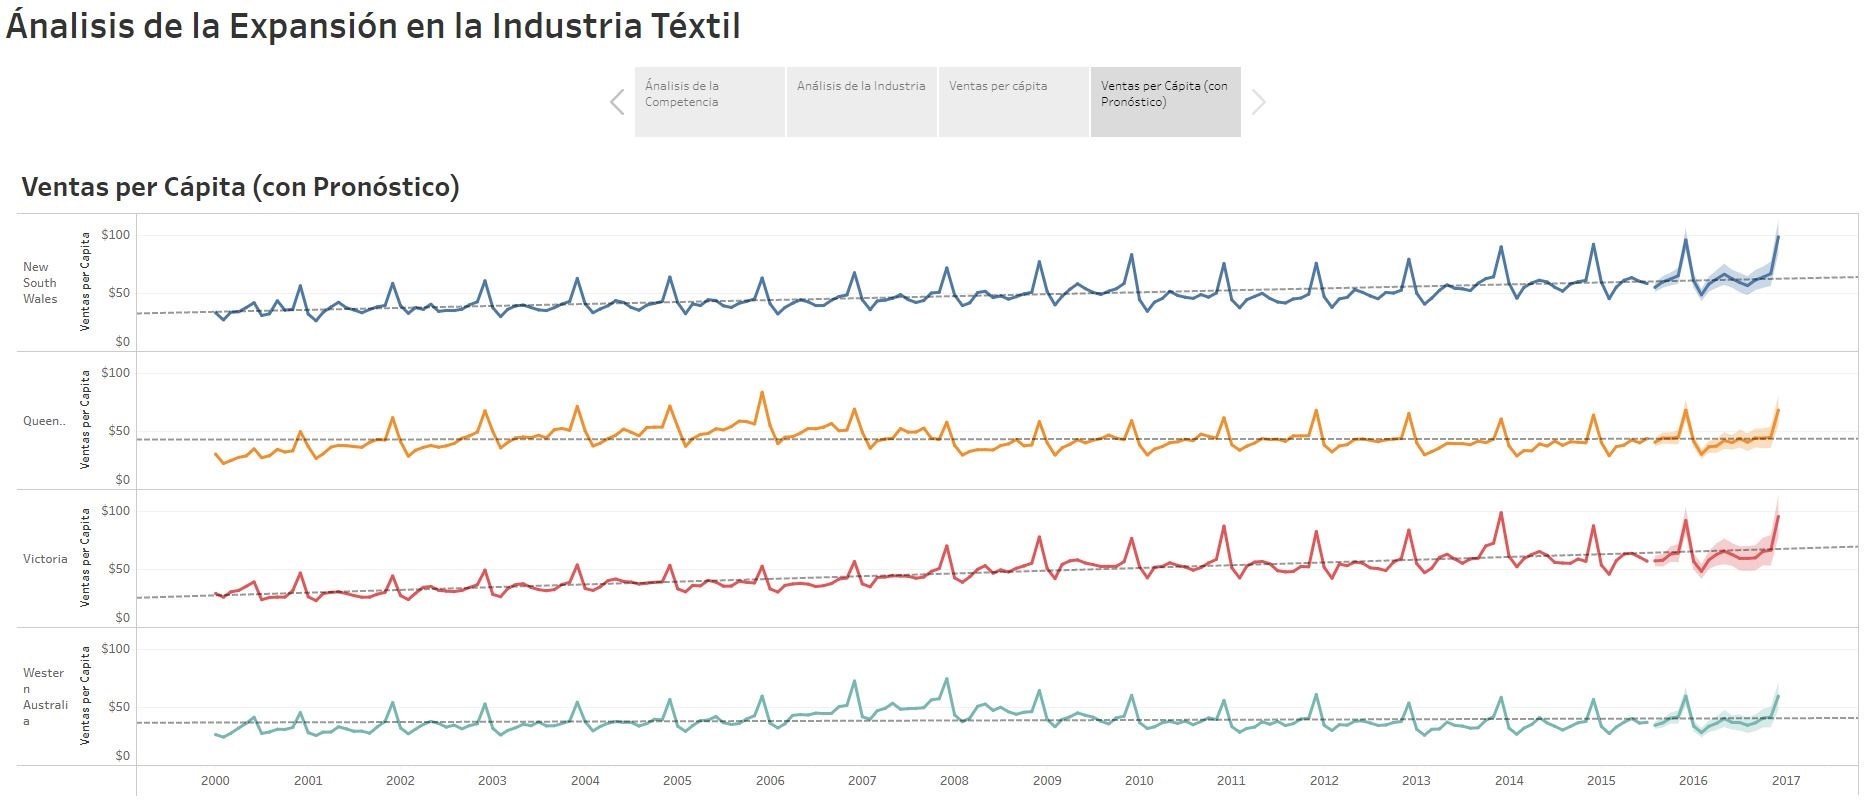 Ánalisis de la Expansión en la Industria Téxtil
Ánalisis de la
Competencia
Análisis de la Industria
Ventas per cápita
Ventas per Cápita (con
Pronóstico)
Ventas per Cápita (con Pronóstico)
New
South
Wales
Ventas per Capita
$100
$50
$0
Queen..
Ventas per Capita
$100
$50
$0
Victoria
Ventas per Capita
$100
$50
$0
Wester
n
Australi
a
Ventas per Capita
$100
$50
$0
2000 2001 2002 2003 2004 2005 2006 2007 2008 2009 2010 2011 2012 2013 2014 2015 2016 2017